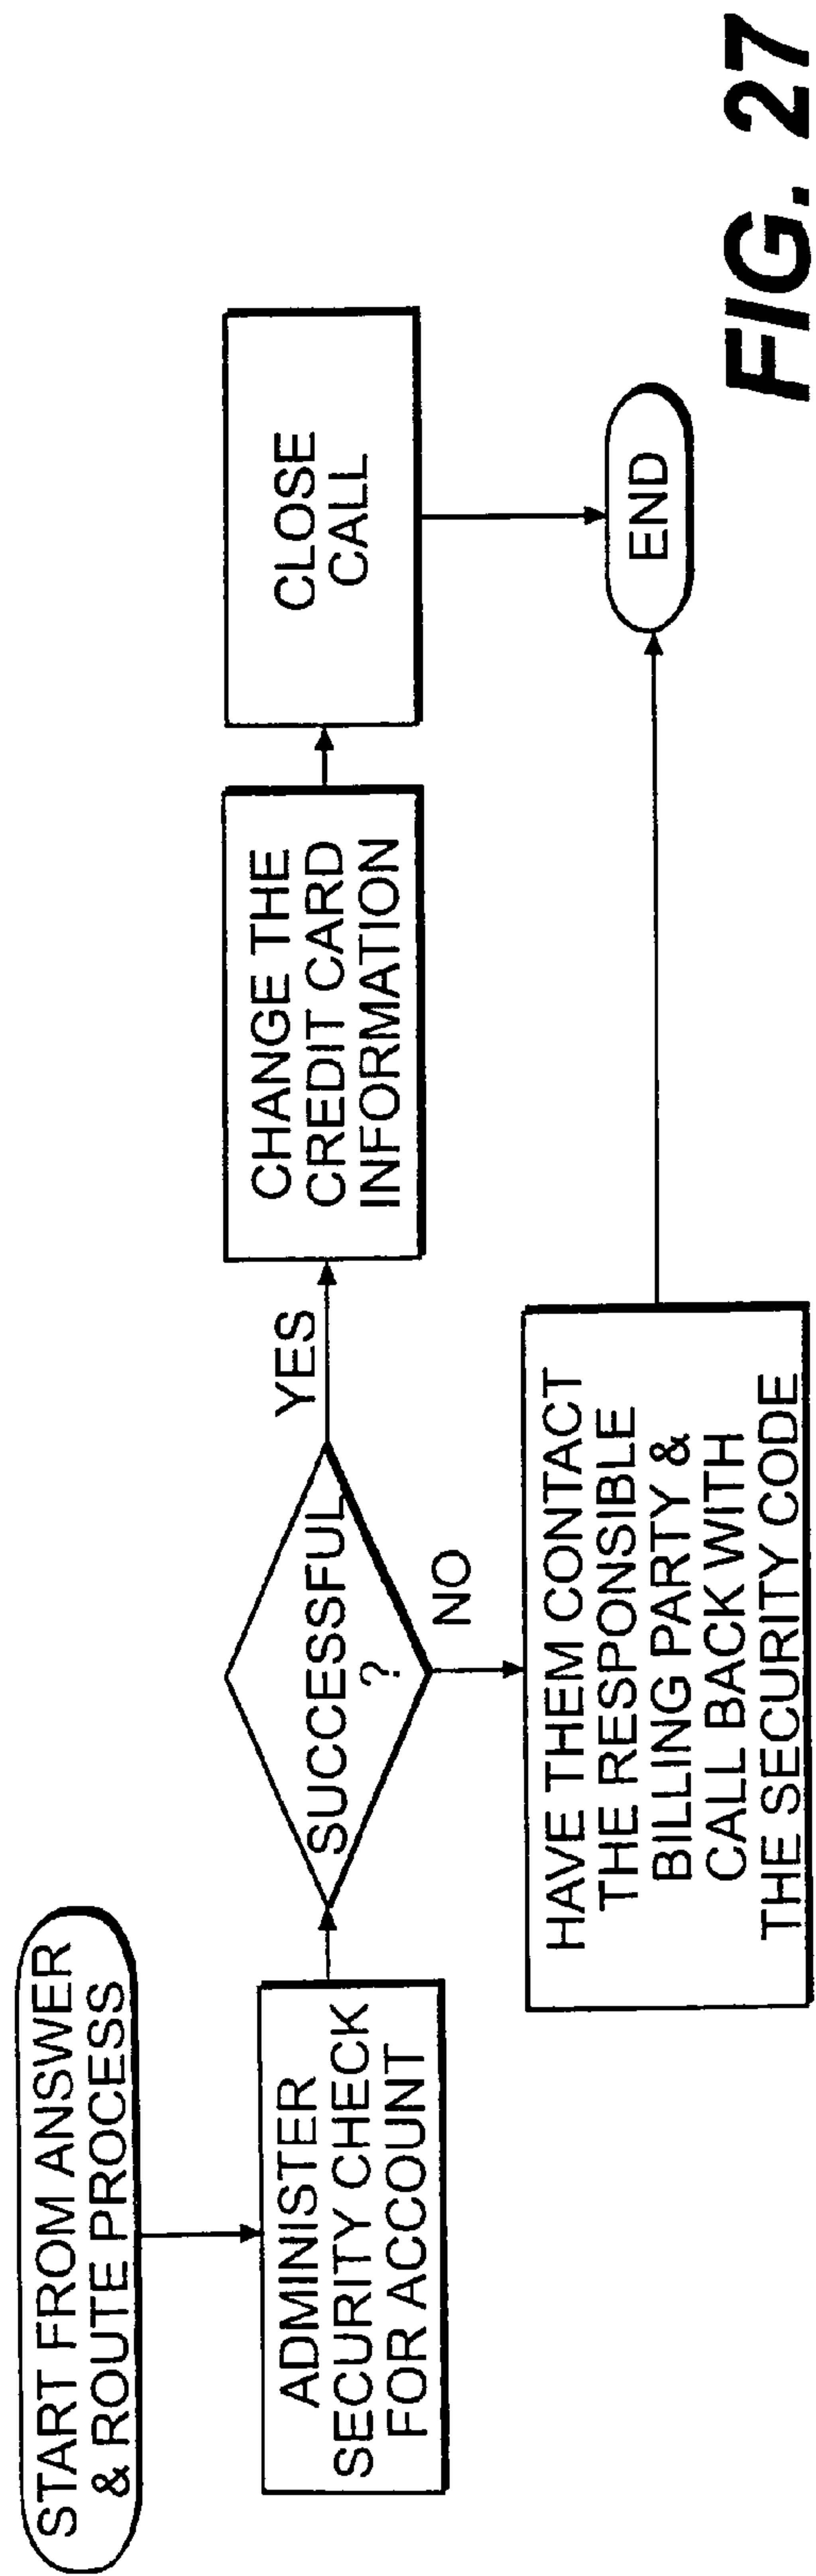 START FROM ANSWER
& ROUTE PROCESS
ADMINISTER
SECURITY CHECK
FOR ACCOUNT
SUCCESSFUL
?
YES
NO
CHANGE THE
CREDIT CARD
INFORMATION
CLOSE
CALL
HAVE THEM CONTACT
THE RESPONSIBLE
BILLING PARTY &
CALL BACK WITH
THE SECURITY CODE
END
FIG. 27